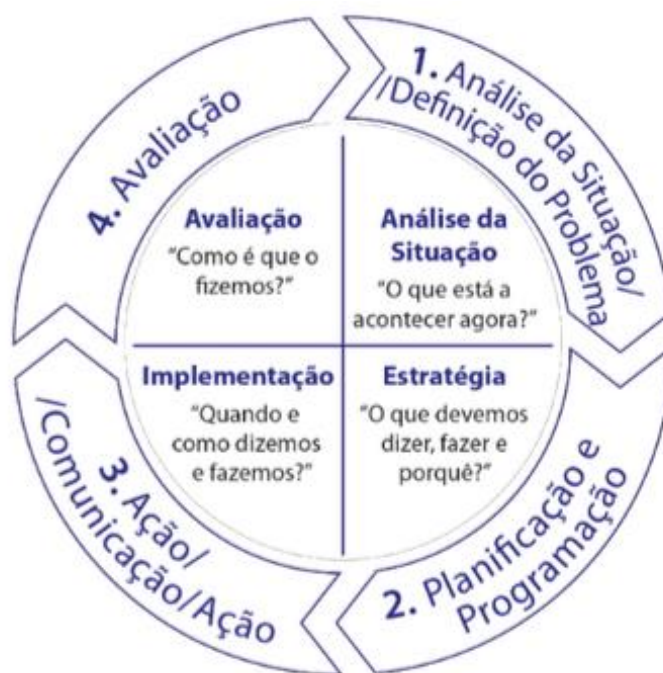 1. Análise da Situação/
/Definição do Problema
2. Planificação e
Programação
3. Ação/
/Comunicação/Ação
4. Avaliação
Avaliação
"Como é que o
fizemos?"
Análise da
Situação
"O que está a
acontecer agora?"
Implementação
"Quando e
como dizemos
e fazemos?"
Estratégia
"O que devemos
dizer, fazer e
porquê?"